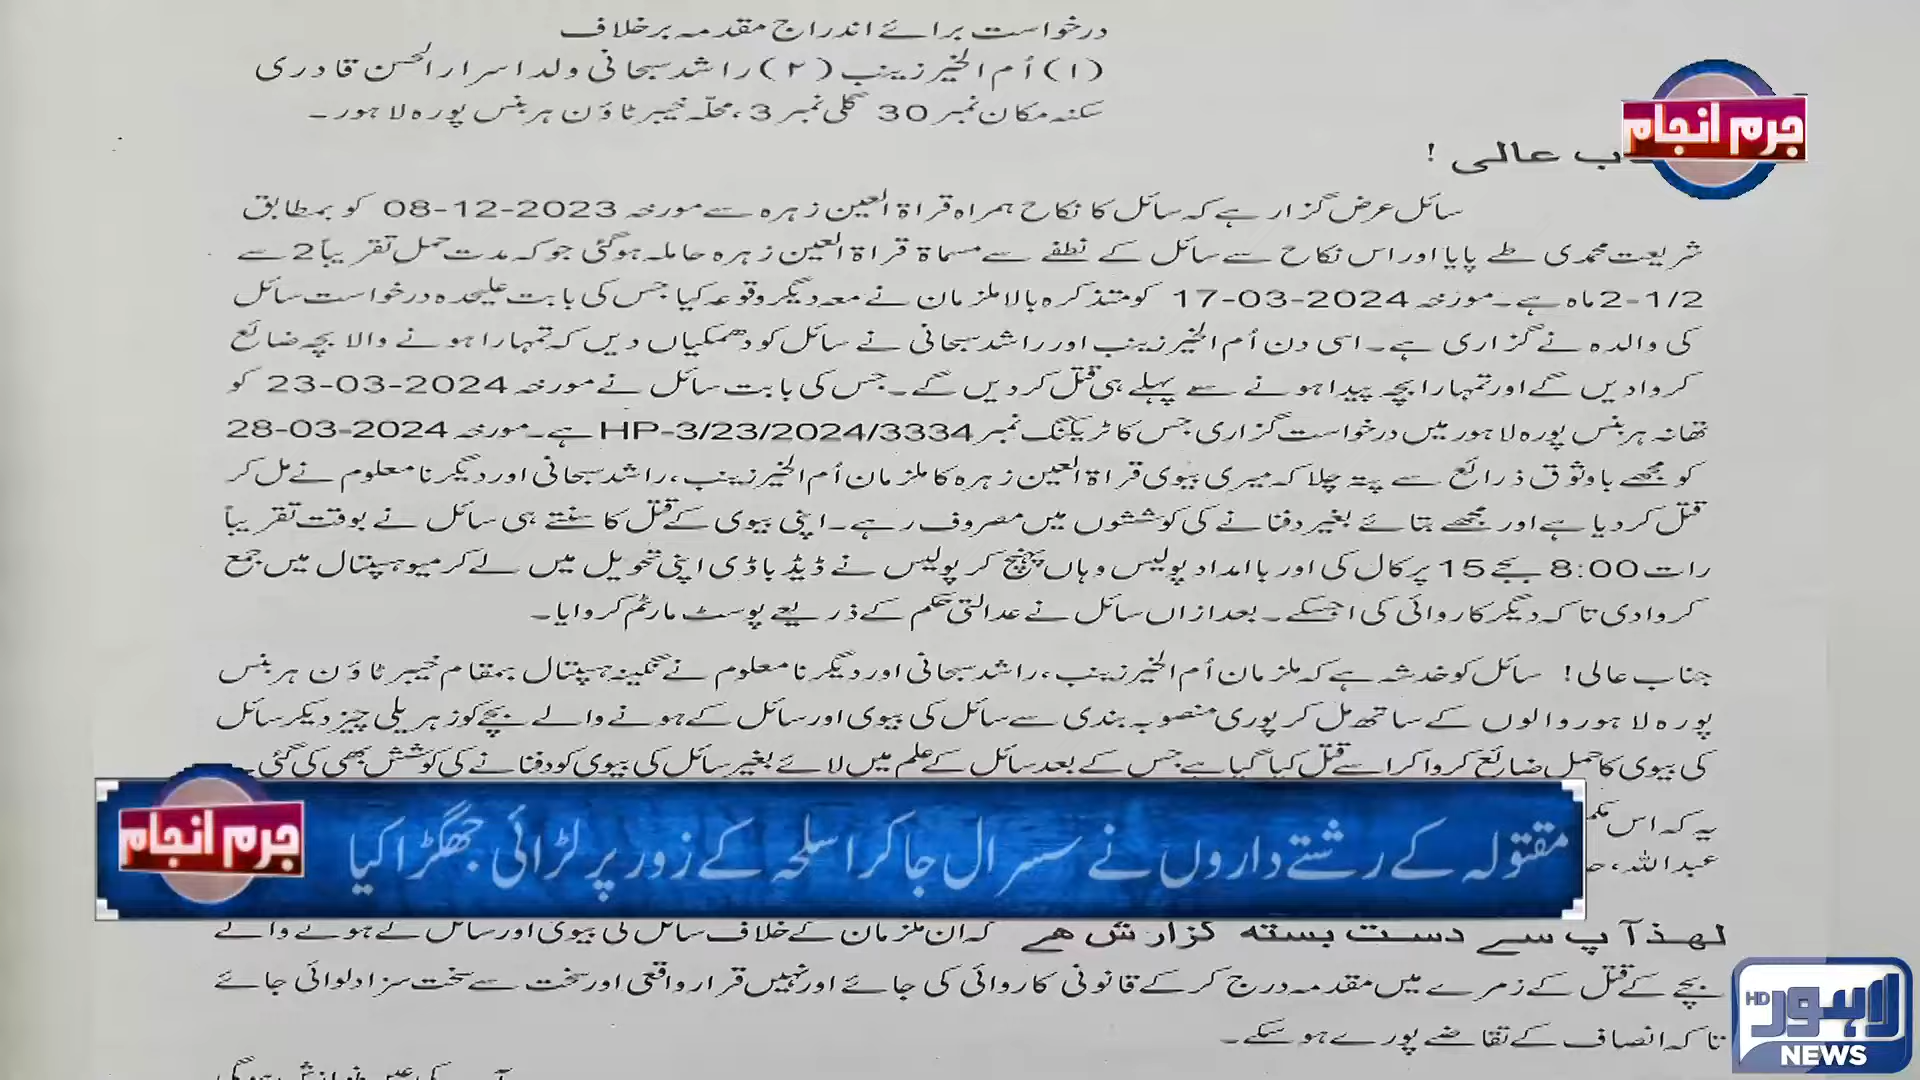 درخواست برائے اندراج مقدمہ برخلاف
(۱) اُم الخیر زینب (۲) راشد سبحانی ولد اسرار الحسن قادری
سکنہ مکان نمبر 30 گلی نمبر 3، محلّہ خیبر ٹاؤن ہربنس پورہ لاہور۔
جرم انجام
ب عالی !
سائل عرض گزار ہے کہ سائل کا نکاح ہمراہ قراۃ العین زہرہ سے مورخہ 08-12-2023 کو بمطابق
شریعت محمدی طے پایا اور اس نکاح سے سائل کے نطفے سے مسماۃ قراۃ العین زہرہ حاملہ ہوگئی جو کہ مدت حمل تقریباً 2 سے
2-1/2 ماہ ہے۔ مورخہ 17-03-2024 کو متذکرہ بالا ملزمان نے معہ دیگر وقوعہ کیا جس کی بابت علیحدہ درخواست سائل
کی والدہ نے گزاری ہے۔ اسی دن اُم الخیر زینب اور راشد سبحانی نے سائل کو دھمکیاں دیں کہ تمہارا ہونے والا بچہ ضائع
کروادیں گے اور تمہارا بچہ پیدا ہونے سے پہلے ہی قتل کر دیں گے۔ جس کی بابت سائل نے مورخہ 23-03-2024 کو
تھانہ ہربنس پورہ لاہور میں درخواست گزاری جس کا ٹریکنگ نمبر HP-3/23/2024/3334 ہے۔ مورخہ 28-03-2024
کو مجھے باوثوق ذرائع سے پتہ چلا کہ میری بیوی قراۃ العین زہرہ کا ملزمان اُم الخیر زینب، راشد سبحانی اور دیگر نامعلوم نے مل کر
قتل کر دیا ہے اور مجھے بتائے بغیر دفنانے کی کوششوں میں مصروف رہے۔ اپنی بیوی کے قتل کا سنتے ہی سائل نے بوقت تقریباً
رات 8:00 بجے 15 پر کال کی اور باامداد پولیس وہاں پہنچ کر پولیس نے ڈیڈ باڈی اپنی تحویل میں لے کر میو ہسپتال میں جمع
کروادی تا کہ دیگر کاروائی کی اجسکے۔ بعد ازاں سائل نے عدالتی حکم کے ذریعے پوسٹ مارٹم کروایا۔
جناب عالی! سائل کو خدشہ ہے کہ ملزمان اُم الخیر زینب، راشد سبحانی اور دیگر نامعلوم نے نگینہ ہسپتال بمقام خیبر ٹاؤن ہربنس
پورہ لاہور والوں کے ساتھ مل کر پوری منصوبہ بندی سے سائل کی بیوی اور سائل کے ہونے والے بچے کو زہریلی چیز دیکر سائل
کی بیوی کا حمل ضائع کروا کر اسے قتل کیا گیا ہے جس کے بعد سائل کے علم میں لائے بغیر سائل کی بیوی کو دفنانے کی کوشش بھی کی گئی۔
یہ کہ اس
عبداللہ،
مقتولہ کے رشتے داروں نے سسرال جا کر اسلحہ کے زور پر لڑائی جھگڑا کیا
جرم انجام
لہذا آپ سے دست بستہ گزارش ھے کہ ان ملزمان کے خلاف سائل کی بیوی اور سائل کے ہونے والے
بچے کے قتل کے زمرے میں مقدمہ درج کر کے قانونی کاروائی کی جائے اور انہیں قرار واقعی اور سخت سے سخت سزا دلوائی جائے
تا کہ انصاف کے تقاضے پورے ہو سکے۔
لاہور HD
NEWS